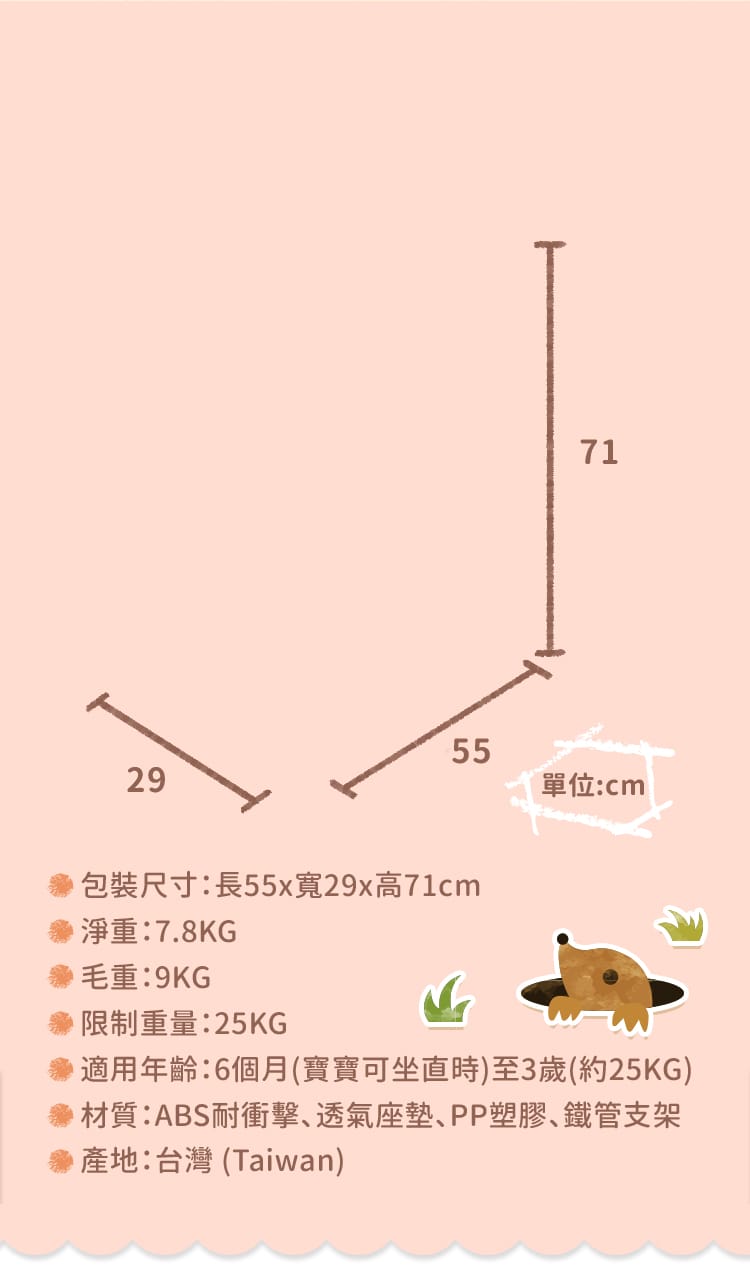 71
55
29
單位:cm
包裝尺寸:長55x寬29x高71cm
淨重:7.8KG
毛重:9KG
限制重量:25KG
適用年齡:6個月(寶寶可坐直時)至3歲(約25KG)
材質:ABS耐衝擊、透氣座墊、PP塑膠、鐵管支架
產地:台灣 (Taiwan)